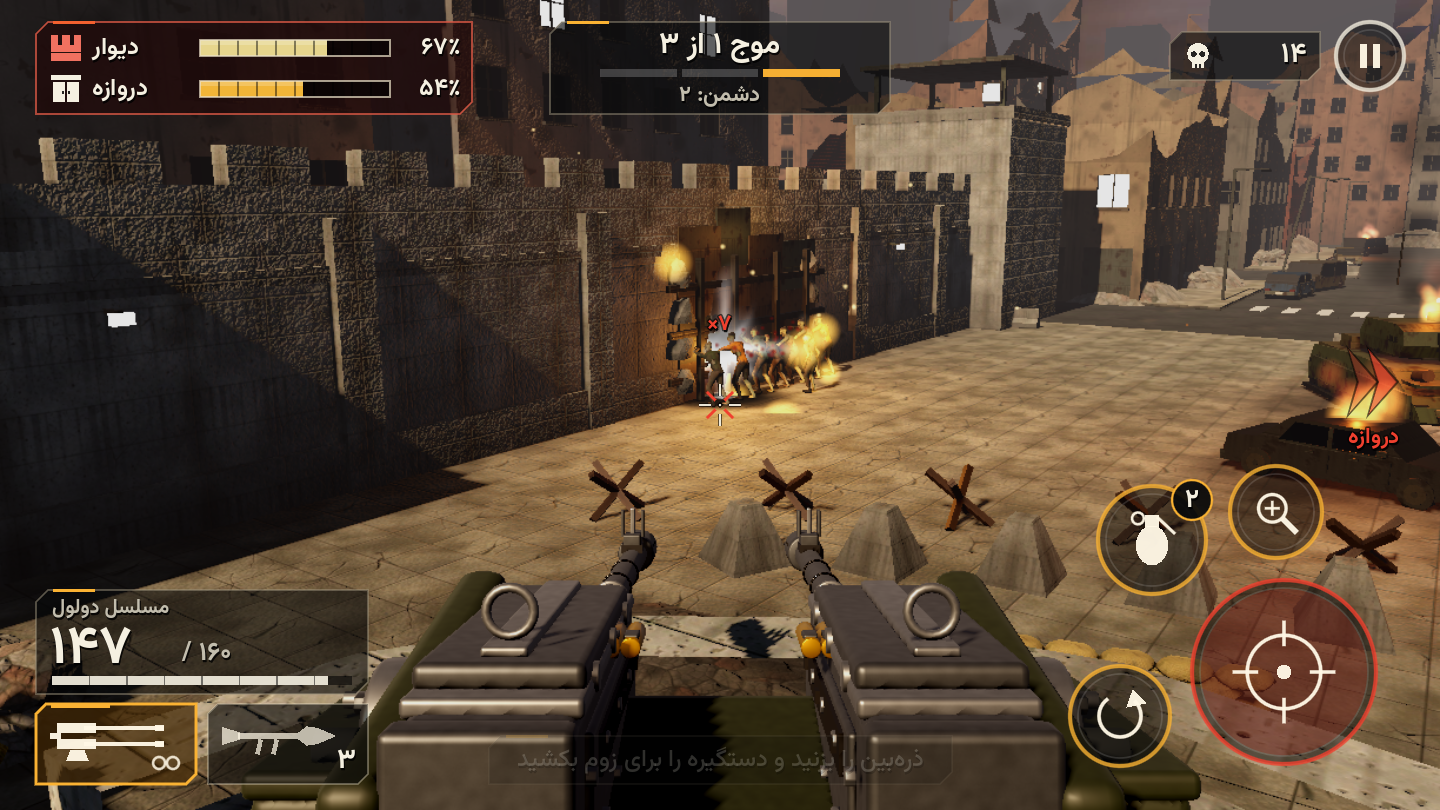 دیوار ۶۷٪
دروازه ۵۴٪
موج ۱ از ۳
دشمن: ۲
۱۴
×۷
دروازه
۲
مسلسل دولول
۱۴۷ / ۱۶۰
∞
۳
ذره‌بین را بزنید و دستگیره را برای زوم بکشید